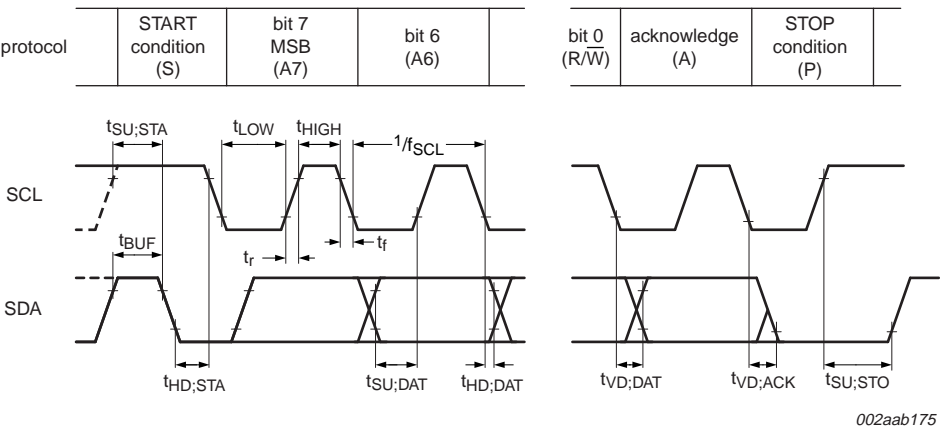 protocol
START
condition
(S)
bit 7
MSB
(A7)
bit 6
(A6)
bit 0
(R/W̅)
acknowledge
(A)
STOP
condition
(P)
tSU;STA
tLOW
tHIGH
1/fSCL
SCL
tBUF
tr
tf
SDA
tHD;STA
tSU;DAT
tHD;DAT
tVD;DAT
tVD;ACK
tSU;STO
002aab175